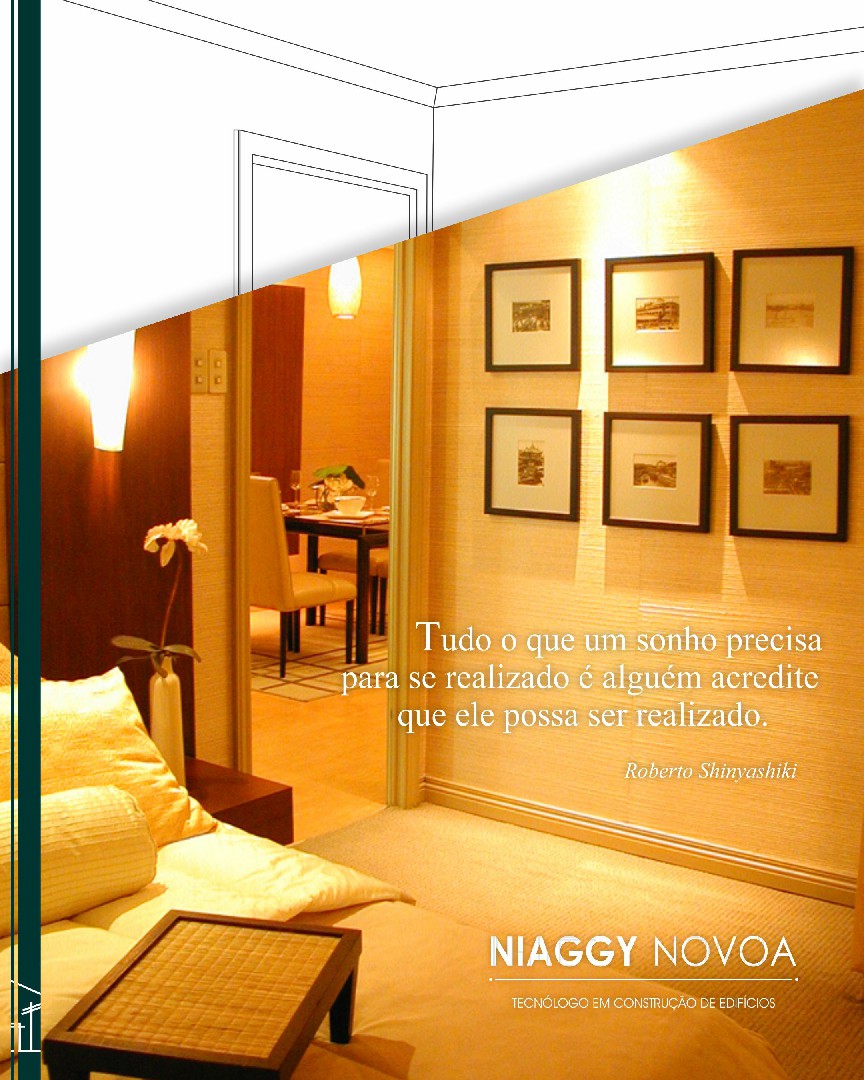 Tudo o que um sonho precisa
para se realizado é alguém acredite
que ele possa ser realizado.
Roberto Shinyashiki
NIAGGY NOVOA
TECNÓLOGO EM CONSTRUÇÃO DE EDIFÍCIOS